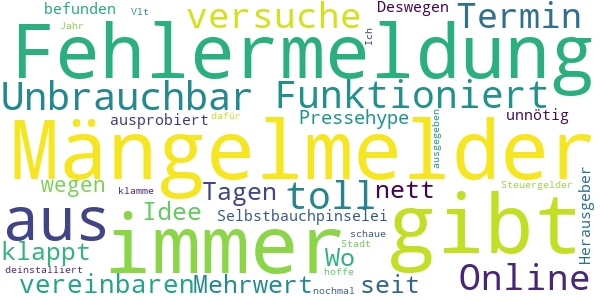 befunden Vlt versuche Deswegen Termin
Jahr Ich
Fehlermeldung
Unbrauchbar Funktioniert
ausprobiert dafür Pressehype ausgegeben unnötig
Mängelmelder
wegen klamme Tagen toll nett Steuergelder
aus immer gibt Herausgeber
Idee Selbstbauchpinselei
klappt Wo schaue Stadt
deinstalliert hoffe Online
vereinbaren Mehrwert nochmal seit